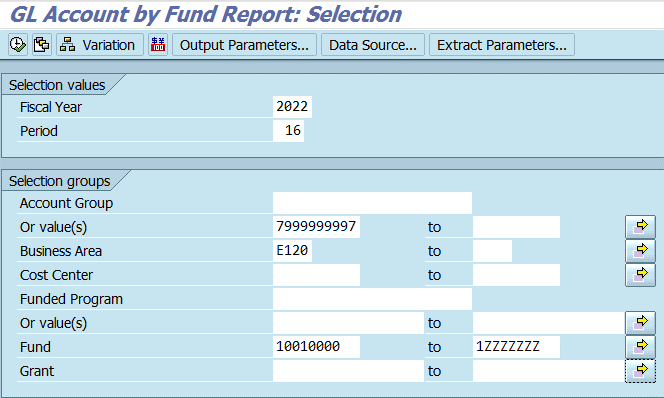 GL Account by Fund Report: Selection
Variation Output Parameters... Data Source... Extract Parameters...
Selection values
Fiscal Year 2022
Period 16
Selection groups
Account Group
Or value(s) 7999999997 to
Business Area E120 to
Cost Center to
Funded Program
Or value(s) to
Fund 10010000 to 1ZZZZZZZ
Grant to